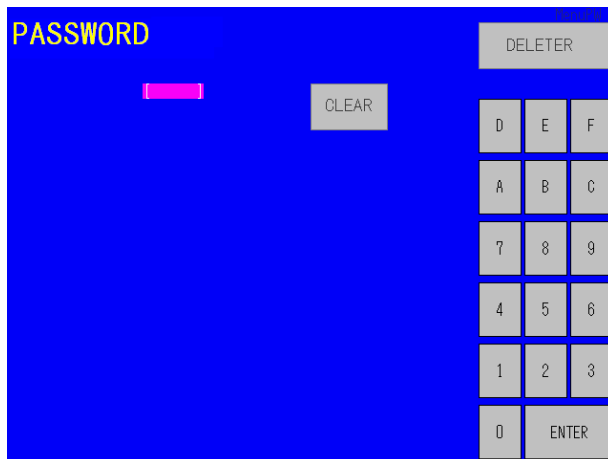 PASSWORD
DELETER
[ ]
CLEAR
D E F
A B C
7 8 9
4 5 6
1 2 3
0 ENTER